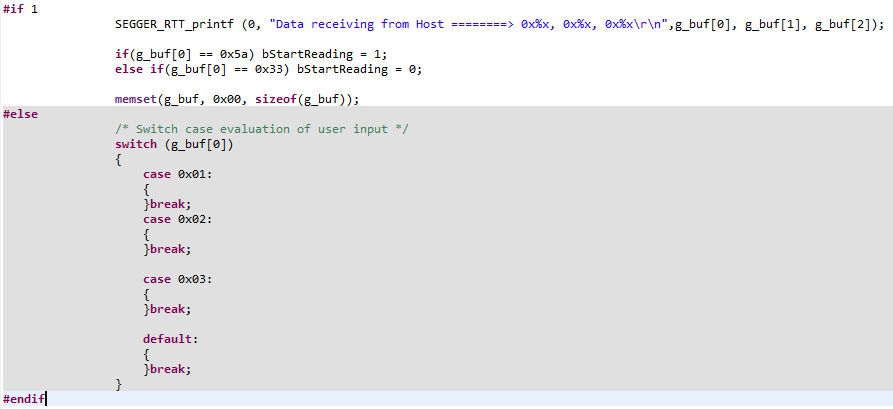 #if 1
SEGGER_RTT_printf (0, "Data receiving from Host ========> 0x%x, 0x%x, 0x%x\r\n",g_buf[0], g_buf[1], g_buf[2]);
if(g_buf[0] == 0x5a) bStartReading = 1;
else if(g_buf[0] == 0x33) bStartReading = 0;
memset(g_buf, 0x00, sizeof(g_buf));
#else
/* Switch case evaluation of user input */
switch (g_buf[0])
{
case 0x01:
{
}break;
case 0x02:
{
}break;
case 0x03:
{
}break;
default:
{
}break;
}
#endif